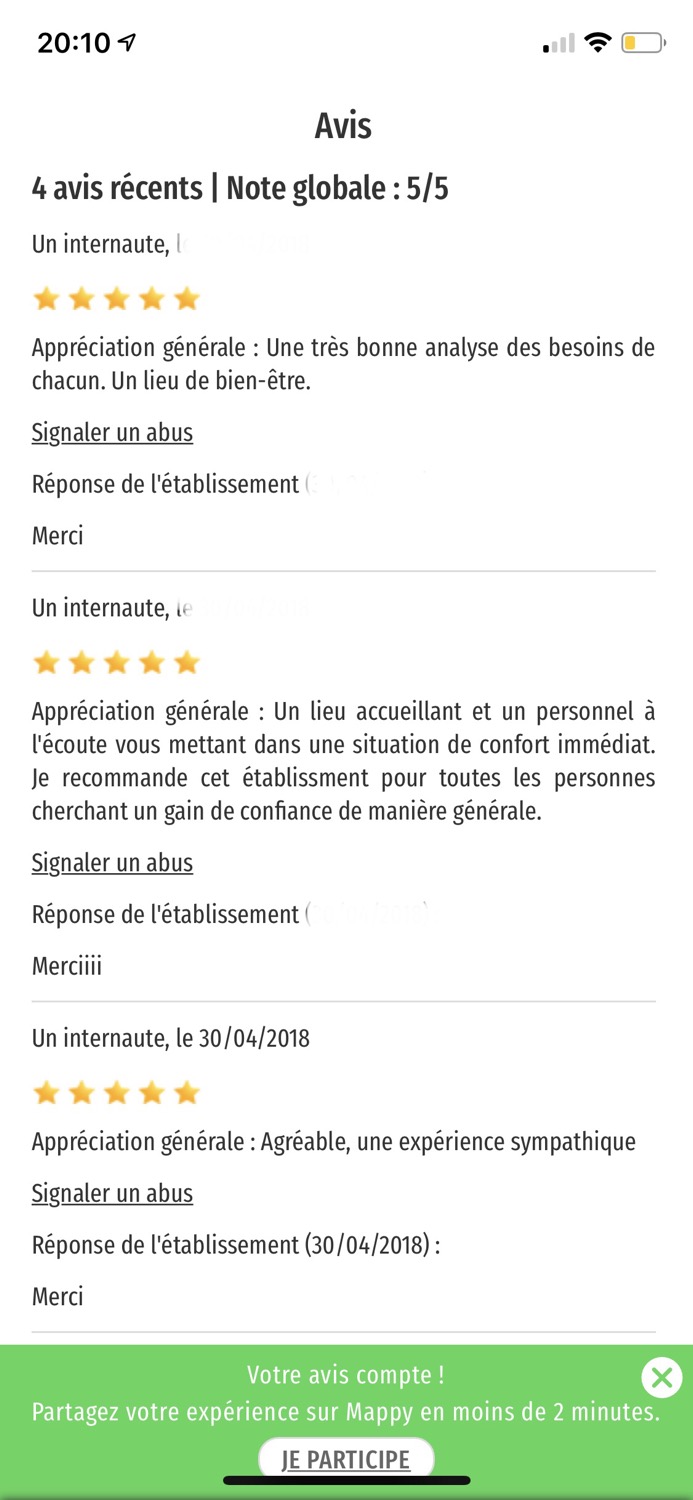 20:10
Avis
4 avis récents | Note globale : 5/5
Un internaute,
Appréciation générale : Une très bonne analyse des besoins de
chacun. Un lieu de bien-être.
Signaler un abus
Réponse de l'établissement (
Merci
Un internaute, le
Appréciation générale : Un lieu accueillant et un personnel à
l'écoute vous mettant dans une situation de confort immédiat.
Je recommande cet établissment pour toutes les personnes
cherchant un gain de confiance de manière générale.
Signaler un abus
Réponse de l'établissement (
Merciiii
Un internaute, le 30/04/2018
Appréciation générale : Agréable, une expérience sympathique
Signaler un abus
Réponse de l'établissement (30/04/2018) :
Merci
Votre avis compte !
Partagez votre expérience sur Mappy en moins de 2 minutes.
JE PARTICIPE